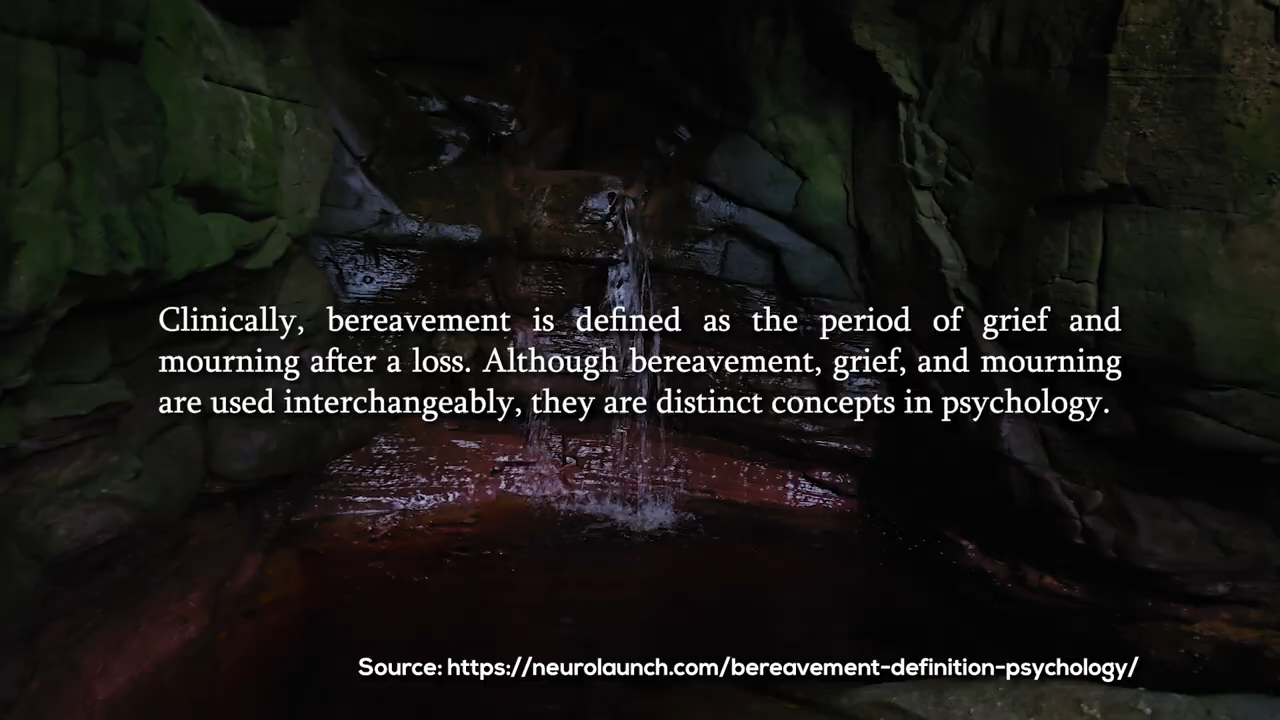 Clinically, bereavement is defined as the period of grief and
mourning after a loss. Although bereavement, grief, and mourning
are used interchangeably, they are distinct concepts in psychology.
Source: https://neurolaunch.com/bereavement-definition-psychology/